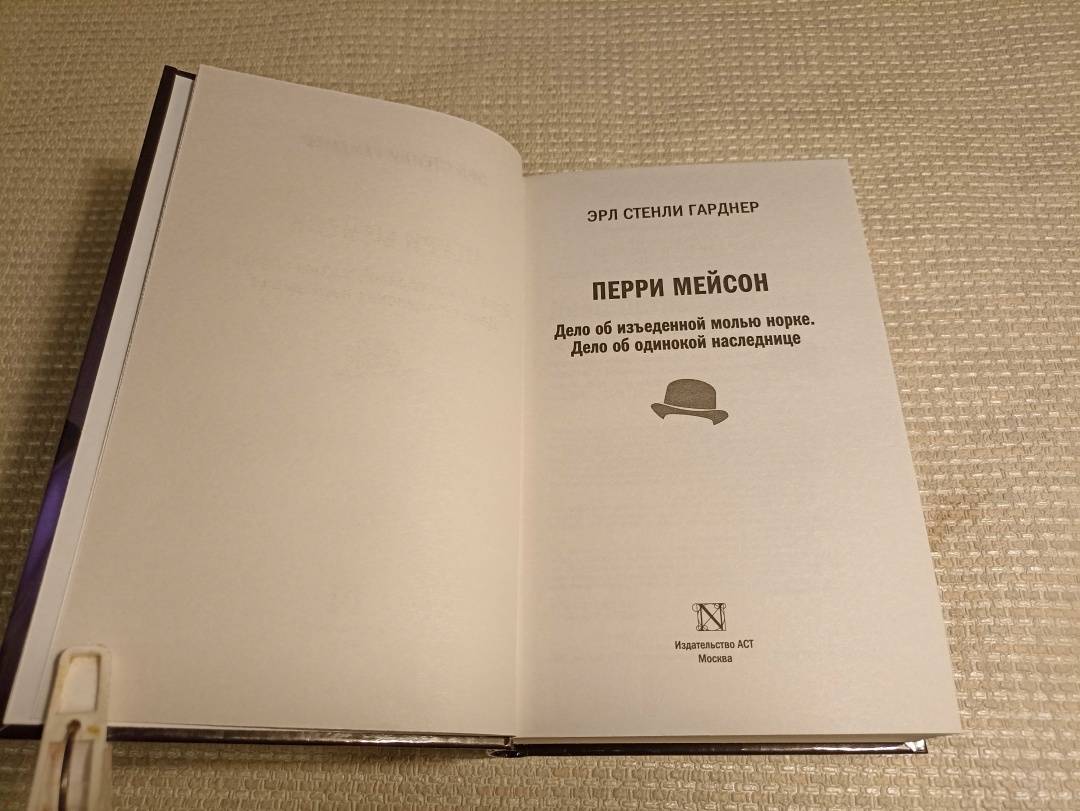 ЭРЛ СТЕНЛИ ГАРДНЕР
ПЕРРИ МЕЙСОН
Дело об изъеденной молью норке.
Дело об одинокой наследнице
N
Издательство АСТ
Москва